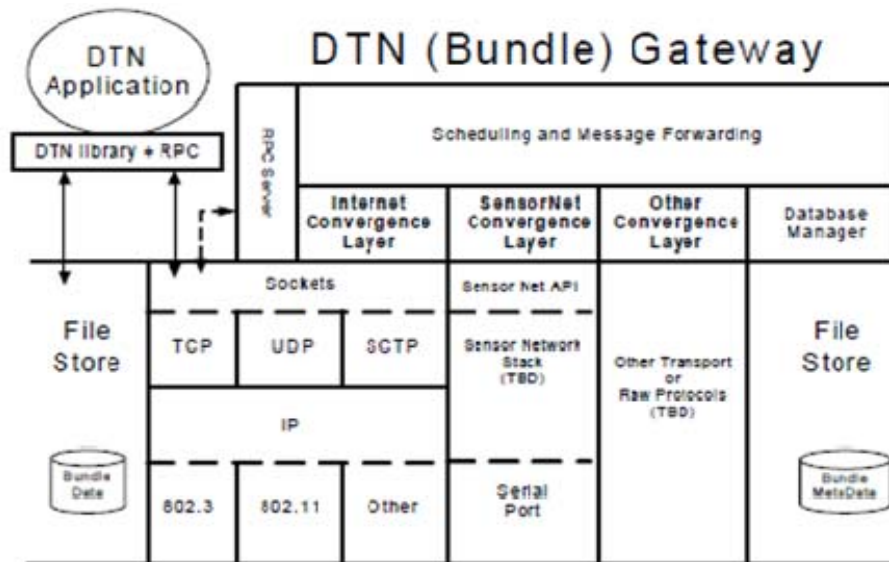 DTN (Bundle) Gateway
DTN
Application
DTN library + RPC
RPC Server
Scheduling and Message Forwarding
Internet
Convergence
Layer
SensorNet
Convergence
Layer
Other
Convergence
Layer
Database
Manager
File
Store
Sockets
TCP
UDP
SCTP
IP
802.3
802.11
Other
Sensor Net API
Sensor Network
Stack
(TBD)
Serial
Port
Other Transport
or
Raw Protocols
(TBD)
File
Store
Bundle
Data
Bundle
MetaData